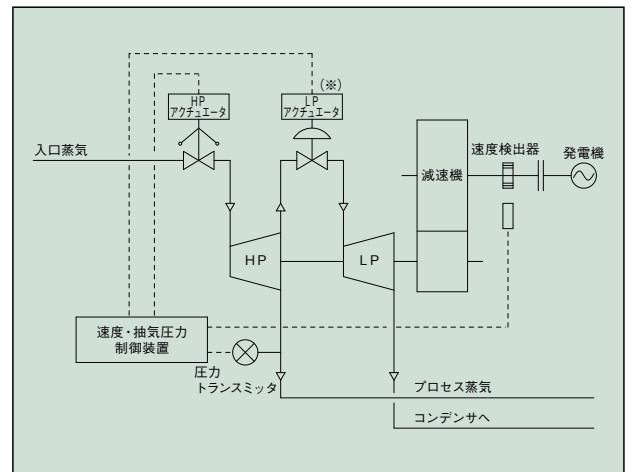 (※)
HP
アクチュエータ
LP
アクチュエータ
入口蒸気
減速機
速度検出器
発電機
HP
LP
速度・抽気圧力
制御装置
圧力
トランスミッタ
プロセス蒸気
コンデンサへ